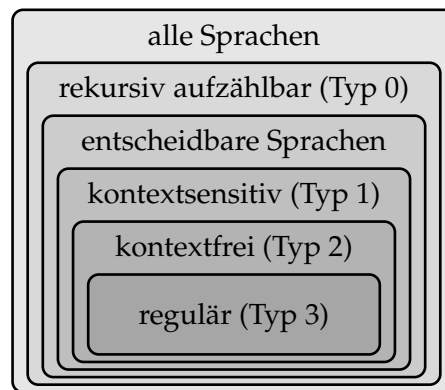 alle Sprachen
rekursiv aufzählbar (Typ 0)
entscheidbare Sprachen
kontextsensitiv (Typ 1)
kontextfrei (Typ 2)
regulär (Typ 3)